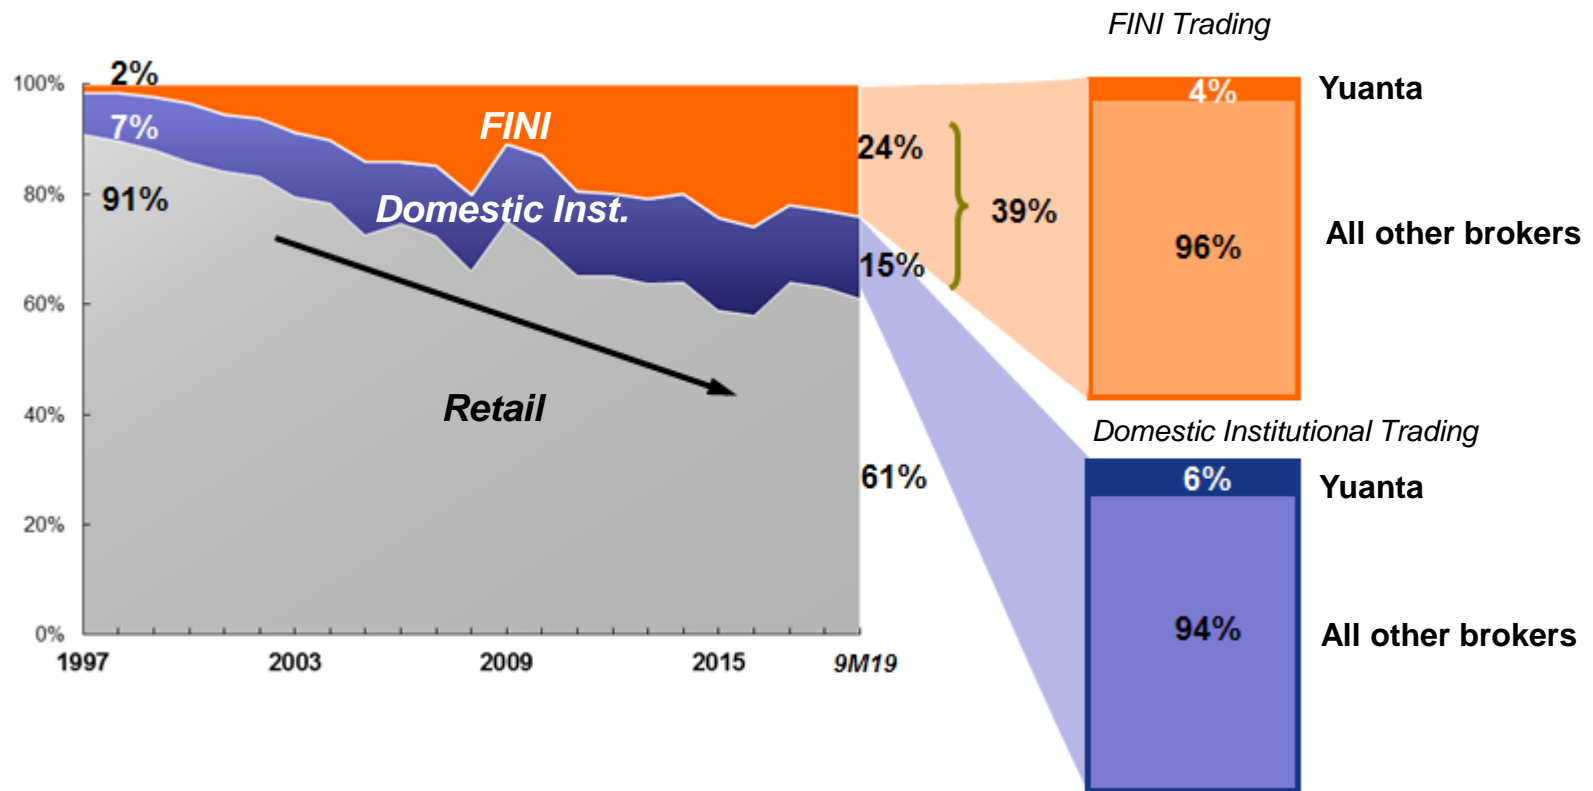 FINI Trading
100%
2%
FINI
7%
80%
91%
Domestic Inst.
60%
40%
Retail
20%
0%
1997
2003
2009
2015
9M19
24%
39%
15%
61%
4%
Yuanta
96%
All other brokers
Domestic Institutional Trading
6%
Yuanta
94%
All other brokers